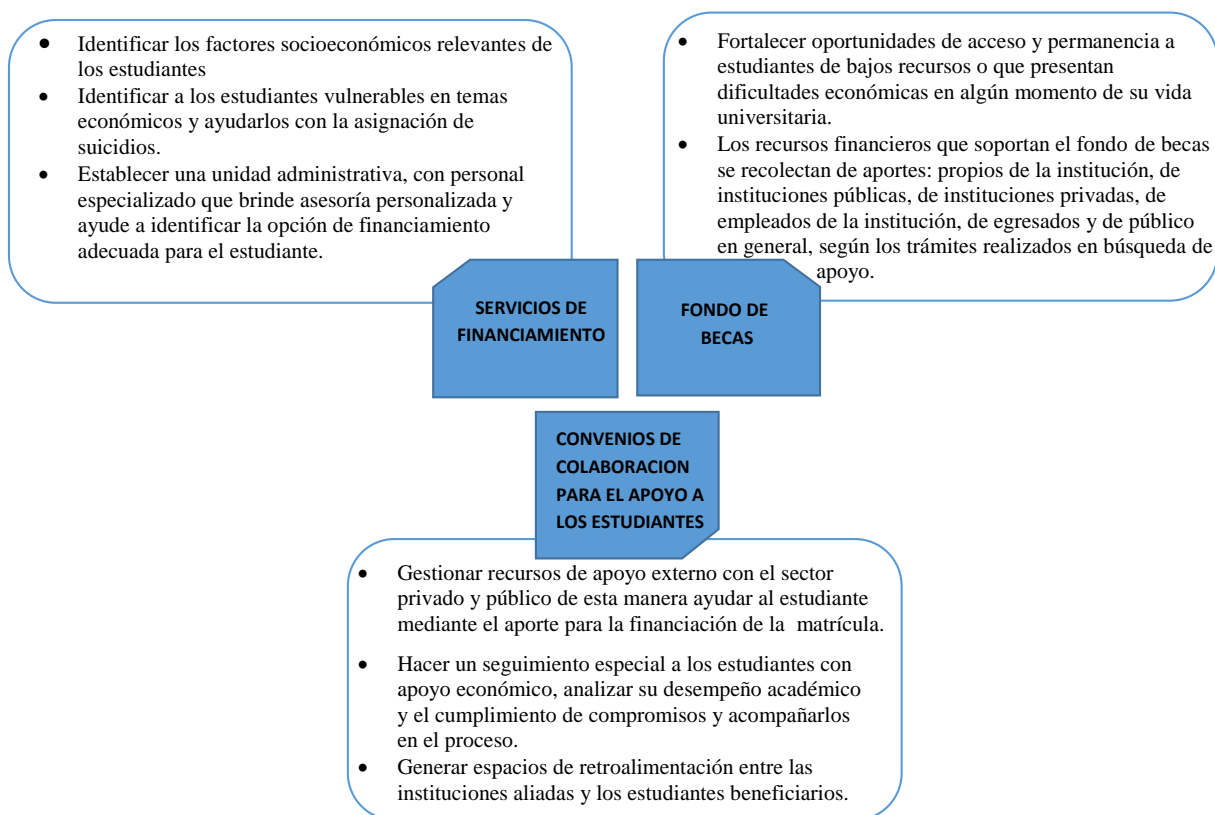 • Identificar los factores socioeconómicos relevantes de
los estudiantes
• Identificar a los estudiantes vulnerables en temas
económicos y ayudarlos con la asignación de
suicidios.
• Establecer una unidad administrativa, con personal
especializado que brinde asesoría personalizada y
ayude a identificar la opción de financiamiento
adecuada para el estudiante.
• Fortalecer oportunidades de acceso y permanencia a
estudiantes de bajos recursos o que presentan
dificultades económicas en algún momento de su vida
universitaria.
• Los recursos financieros que soportan el fondo de becas
se recolectan de aportes: propios de la institución, de
instituciones públicas, de instituciones privadas, de
empleados de la institución, de egresados y de público
en general, según los trámites realizados en búsqueda de
apoyo.
SERVICIOS DE
FINANCIAMIENTO
FONDO DE
BECAS
CONVENIOS DE
COLABORACION
PARA EL APOYO A
LOS ESTUDIANTES
• Gestionar recursos de apoyo externo con el sector
privado y público de esta manera ayudar al estudiante
mediante el aporte para la financiación de la matrícula.
• Hacer un seguimiento especial a los estudiantes con
apoyo económico, analizar su desempeño académico
y el cumplimiento de compromisos y acompañarlos
en el proceso.
• Generar espacios de retroalimentación entre las
instituciones aliadas y los estudiantes beneficiarios.